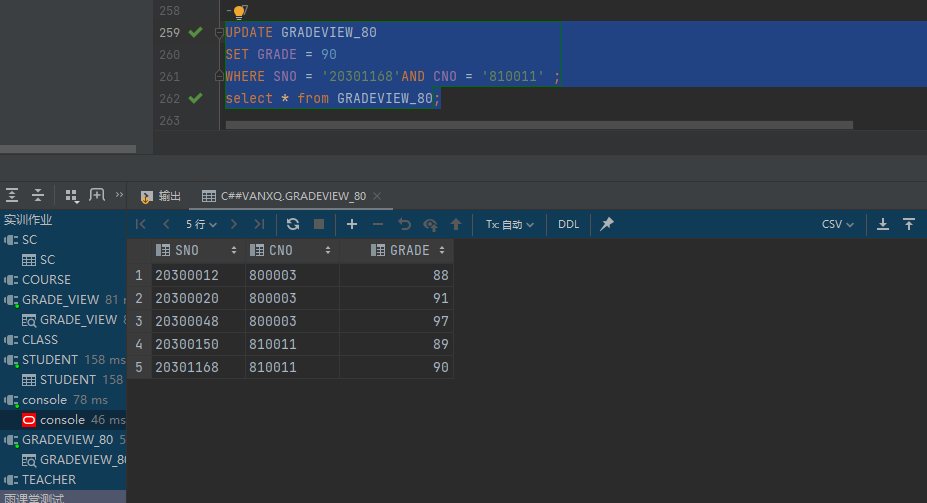 258
259 UPDATE GRADEVIEW_80
260 SET GRADE = 90
261 WHERE SNO = '20301168'AND CNO = '810011' ;
262 select * from GRADEVIEW_80;
263
输出 C##VANXQ.GRADEVIEW_80
5 行 Tx: 自动 DDL CSV
实训作业
SC
SC
COURSE
GRADE_VIEW 81
GRADE_VIEW
CLASS
STUDENT 158 ms
STUDENT 158
console 78 ms
console 46 ms
GRADEVIEW_80 5
GRADEVIEW_80
TEACHER
雨课堂测试
SNO CNO GRADE
1 20300012 800003 88
2 20300020 800003 91
3 20300048 800003 97
4 20300150 810011 89
5 20301168 810011 90